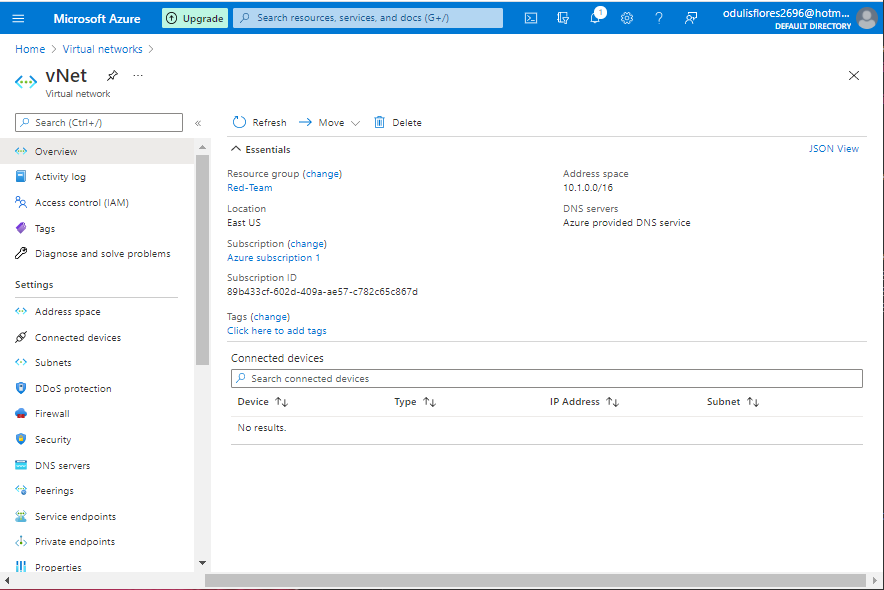 Microsoft Azure
Upgrade
Search resources, services, and docs (G+/)
1
odulisflores2696@hotm...
DEFAULT DIRECTORY
Home > Virtual networks >
vNet
...
Virtual network
Search (Ctrl+/)
«
Overview
Activity log
Access control (IAM)
Tags
Diagnose and solve problems
Settings
Address space
Connected devices
Subnets
DDoS protection
Firewall
Security
DNS servers
Peerings
Service endpoints
Private endpoints
Properties
Refresh
Move
Delete
Essentials
JSON View
Resource group (change)
Red-Team
Location
East US
Subscription (change)
Azure subscription 1
Subscription ID
89b433cf-602d-409a-ae57-c782c65c867d
Tags (change)
Click here to add tags
Address space
10.1.0.0/16
DNS servers
Azure provided DNS service
Connected devices
Search connected devices
Device Type IP Address Subnet
No results.